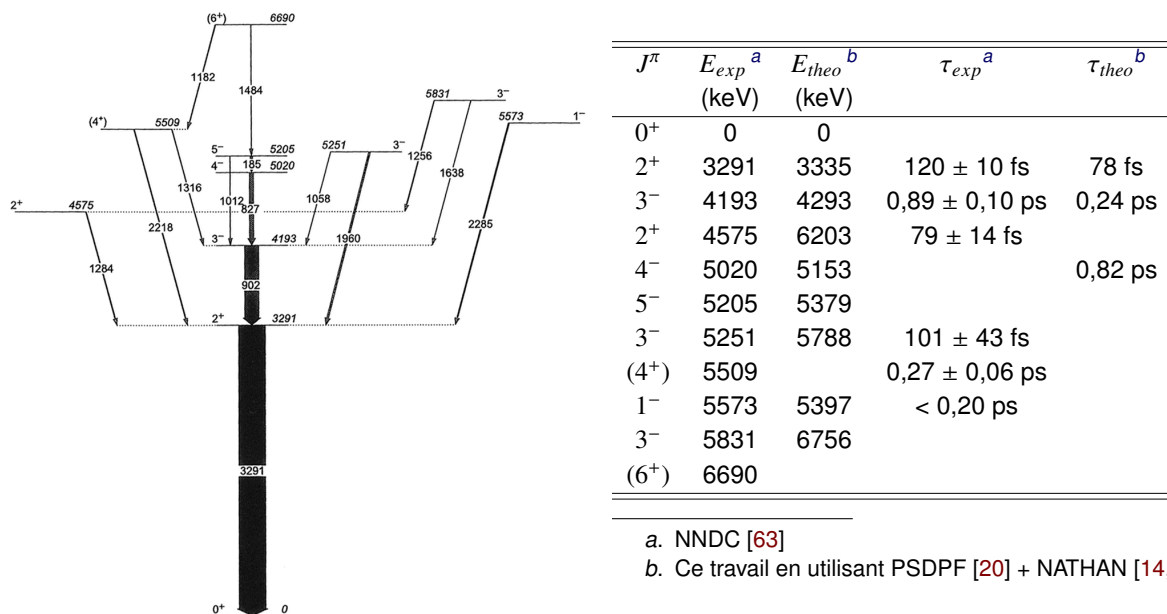 (6⁺) 6690
1182
1484
5831 3⁻
5573 1⁻
(4⁺) 5509
5⁻ 5205
5251 3⁻
185
4⁻ 5020
1256
1638
1316
1012
1058
827
2⁺ 4575
2218
1960
2285
3⁻ 4193
1284
902
2⁺ 3291
3291
0⁺ 0
J^π E_exp ^a E_theo ^b τ_exp ^a τ_theo ^b
(keV) (keV)
0⁺ 0 0
2⁺ 3291 3335 120 ± 10 fs 78 fs
3⁻ 4193 4293 0,89 ± 0,10 ps 0,24 ps
2⁺ 4575 6203 79 ± 14 fs
4⁻ 5020 5153 0,82 ps
5⁻ 5205 5379
3⁻ 5251 5788 101 ± 43 fs
(4⁺) 5509 0,27 ± 0,06 ps
1⁻ 5573 5397 < 0,20 ps
3⁻ 5831 6756
(6⁺) 6690
a. NNDC [63]
b. Ce travail en utilisant PSDPF [20] + NATHAN [14